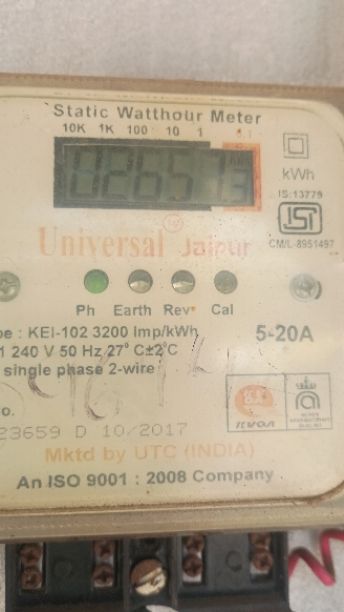 Static Watthour Meter
10K 1K 100 10 1
kWh
IS:13779
ISI
CM/L-8951497
Universal Jaipur
Ph Earth Rev Cal
pe : KEI-102 3200 Imp/kWh
5-20A
1 240 V 50 Hz 27° C±2°C
single phase 2-wire
o.
23659 D 10/2017
KVQA
Mktd by UTC (INDIA)
An ISO 9001 : 2008 Company